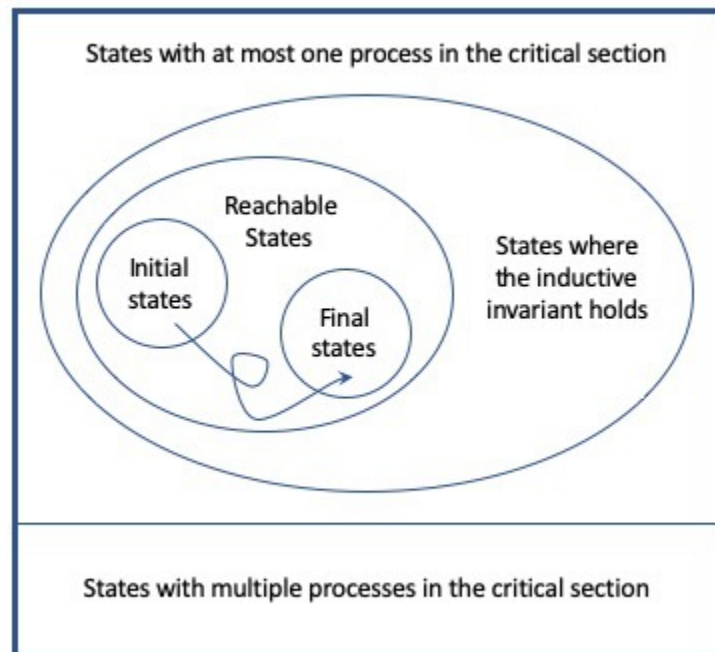 States with at most one process in the critical section
Reachable
States
Initial
states
States where
the inductive
invariant holds
Final
states
States with multiple processes in the critical section